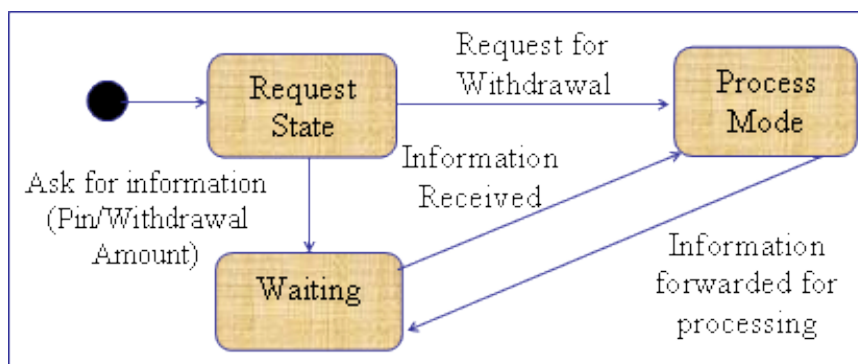 Request for
Withdrawal
Request
State
Process
Mode
Information
Received
Ask for information
(Pin/Withdrawal
Amount)
Waiting
Information
forwarded for
processing